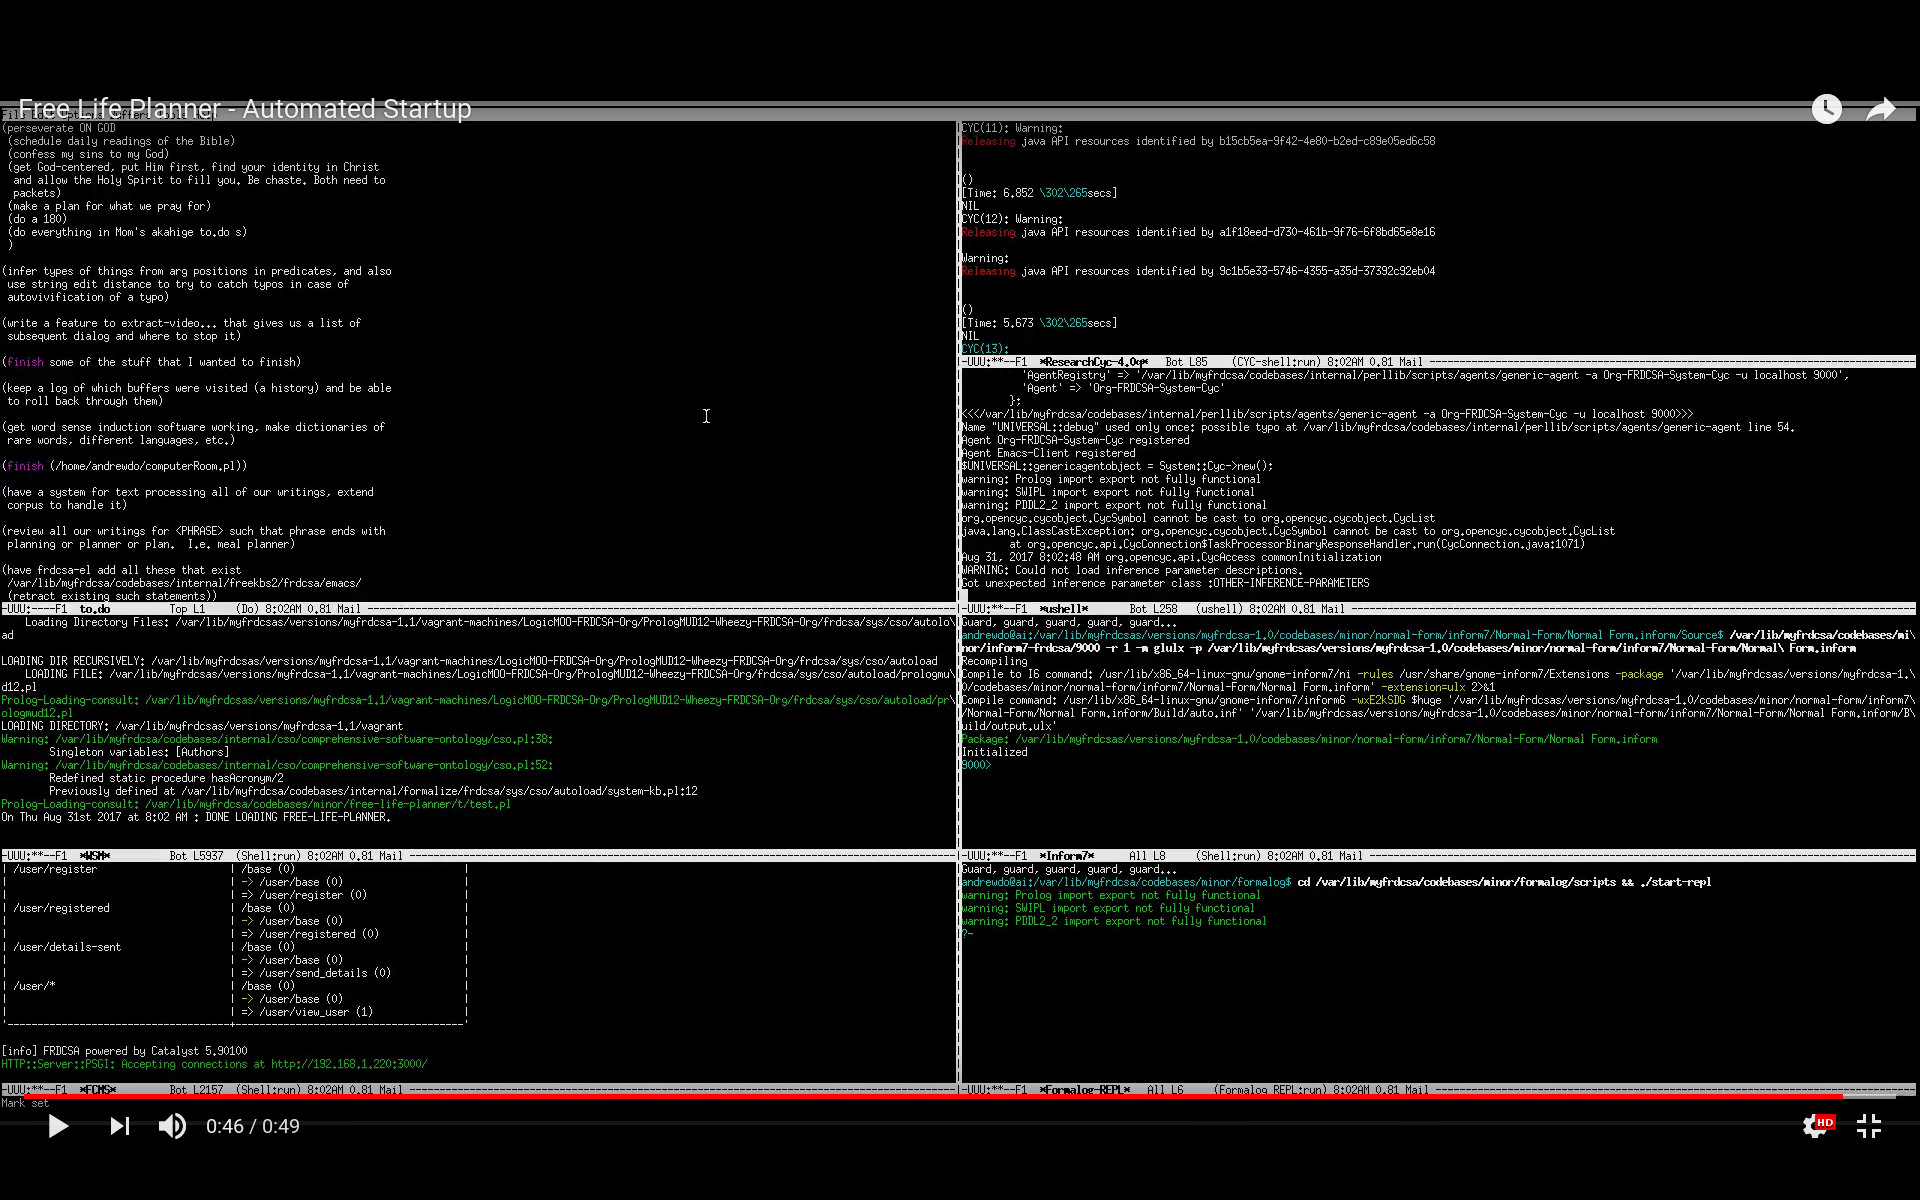 Free Life Planner - Automated Startup
(perseverate ON GOD
(schedule daily readings of the Bible)
(confess my sins to my God)
(get God-centered, put Him first, find your identity in Christ
and allow the Holy Spirit to fill you. Be chaste. Both need to
packets)
(make a plan for what we pray for)
(do a 180)
(do everything in Mom's akahige to.do s)
)
(infer types of things from arg positions in predicates, and also
use string edit distance to try to catch typos in case of
autovivification of a typo)
(write a feature to extract-video... that gives us a list of
subsequent dialog and where to stop it)
(finish some of the stuff that I wanted to finish)
(keep a log of which buffers were visited (a history) and be able
to roll back through them)
(get word sense induction software working, make dictionaries of
rare words, different languages, etc.)
(finish (/home/andrewdo/computerRoom.pl))
(have a system for text processing all of our writings, extend
corpus to handle it)
(review all our writings for <PHRASE> such that phrase ends with
planning or planner or plan.  I.e. meal planner)
(have frdcsa-el add all these that exist
/var/lib/myfrdcsa/codebases/internal/freekbs2/frdcsa/emacs/
(retract existing such statements))
-UUU:----F1  to.do          Top L1     (Do) 8:02AM 0.81 Mail
Loading Directory Files: /var/lib/myfrdcsas/versions/myfrdcsa-1.1/vagrant-machines/LogicMOO-FRDCSA-Org/PrologMUD12-Wheezy-FRDCSA-Org/frdcsa/sys/cso/autolo\
ad
LOADING DIR RECURSIVELY: /var/lib/myfrdcsas/versions/myfrdcsa-1.1/vagrant-machines/LogicMOO-FRDCSA-Org/PrologMUD12-Wheezy-FRDCSA-Org/frdcsa/sys/cso/autoload
LOADING FILE: /var/lib/myfrdcsas/versions/myfrdcsa-1.1/vagrant-machines/LogicMOO-FRDCSA-Org/PrologMUD12-Wheezy-FRDCSA-Org/frdcsa/sys/cso/autoload/prologmu\
d12.pl
Prolog-Loading-consult: /var/lib/myfrdcsas/versions/myfrdcsa-1.1/vagrant-machines/LogicMOO-FRDCSA-Org/PrologMUD12-Wheezy-FRDCSA-Org/frdcsa/sys/cso/autoload/pr\
ologmud12.pl
LOADING DIRECTORY: /var/lib/myfrdcsas/versions/myfrdcsa-1.1/vagrant
Warning: /var/lib/myfrdcsa/codebases/internal/cso/comprehensive-software-ontology/cso.pl:38:
Singleton variables: [Authors]
Warning: /var/lib/myfrdcsa/codebases/internal/cso/comprehensive-software-ontology/cso.pl:52:
Redefined static procedure hasAcronym/2
Previously defined at /var/lib/myfrdcsa/codebases/internal/formalize/frdcsa/sys/cso/autoload/system-kb.pl:12
Prolog-Loading-consult: /var/lib/myfrdcsa/codebases/minor/free-life-planner/t/test.pl
On Thu Aug 31st 2017 at 8:02 AM : DONE LOADING FREE-LIFE-PLANNER.
-UUU:**--F1  *WSM*          Bot L5937  (Shell:run) 8:02AM 0.81 Mail
| /user/register | /base (0) |
| | -> /user/base (0) |
| | => /user/register (0) |
| /user/registered | /base (0) |
| | -> /user/base (0) |
| | => /user/registered (0) |
| /user/details-sent | /base (0) |
| | -> /user/base (0) |
| | => /user/send_details (0) |
| /user/* | /base (0) |
| | -> /user/base (0) |
| | => /user/view_user (1) |
[info] FRDCSA powered by Catalyst 5.90100
HTTP::Server::PSGI: Accepting connections at http://192.168.1.220:3000/
-UUU:**--F1  *FCMS*         Bot L2157  (Shell:run) 8:02AM 0.81 Mail
Mark set
CYC(11): Warning:
Releasing java API resources identified by b15cb5ea-9f42-4e80-b2ed-c89e05ed6c58
()
[Time: 6.852 \302\265secs]
NIL
CYC(12): Warning:
Releasing java API resources identified by a1f18eed-d730-461b-9f76-6f8bd65e8e16
Warning:
Releasing java API resources identified by 9c1b5e33-5746-4355-a35d-37392c92eb04
()
[Time: 5.673 \302\265secs]
NIL
CYC(13):
-UUU:**--F1  *ResearchCyc-4.0q*   Bot L85    (CYC-shell:run) 8:02AM 0.81 Mail
'AgentRegistry' => '/var/lib/myfrdcsa/codebases/internal/perllib/scripts/agents/generic-agent -a Org-FRDCSA-System-Cyc -u localhost 9000',
'Agent' => 'Org-FRDCSA-System-Cyc'
};
<<</var/lib/myfrdcsa/codebases/internal/perllib/scripts/agents/generic-agent -a Org-FRDCSA-System-Cyc -u localhost 9000>>>
Name "UNIVERSAL::debug" used only once: possible typo at /var/lib/myfrdcsa/codebases/internal/perllib/scripts/agents/generic-agent line 54.
Agent Org-FRDCSA-System-Cyc registered
Agent Emacs-Client registered
$UNIVERSAL::genericagentobject = System::Cyc->new();
warning: Prolog import export not fully functional
warning: SWIPL import export not fully functional
warning: PDDL2_2 import export not fully functional
org.opencyc.cycobject.CycSymbol cannot be cast to org.opencyc.cycobject.CycList
java.lang.ClassCastException: org.opencyc.cycobject.CycSymbol cannot be cast to org.opencyc.cycobject.CycList
at org.opencyc.api.CycConnection$TaskProcessorBinaryResponseHandler.run(CycConnection.java:1071)
Aug 31, 2017 8:02:48 AM org.opencyc.api.CycAccess commonInitialization
WARNING: Could not load inference parameter descriptions.
Got unexpected inference parameter class :OTHER-INFERENCE-PARAMETERS
-UUU:**--F1  *ushell*       Bot L258   (ushell) 8:02AM 0.81 Mail
Guard, guard, guard, guard, guard...
andrewdo@ai:/var/lib/myfrdcsas/versions/myfrdcsa-1.0/codebases/minor/normal-form/inform7/Normal-Form/Normal Form.inform/Source$ /var/lib/myfrdcsa/codebases/mi\
nor/inform7-frdcsa/9000 -r 1 -m glulx -p /var/lib/myfrdcsas/versions/myfrdcsa-1.0/codebases/minor/normal-form/inform7/Normal-Form/Normal\ Form.inform
Recompiling
Compile to I6 command: /usr/lib/x86_64-linux-gnu/gnome-inform7/ni -rules /usr/share/gnome-inform7/Extensions -package '/var/lib/myfrdcsas/versions/myfrdcsa-1.\
0/codebases/minor/normal-form/inform7/Normal-Form/Normal Form.inform' -extension=ulx 2>&1
Compile command: /usr/lib/x86_64-linux-gnu/gnome-inform7/inform6 -wxE2kSDG $huge '/var/lib/myfrdcsas/versions/myfrdcsa-1.0/codebases/minor/normal-form/inform7\
/Normal-Form/Normal Form.inform/Build/auto.inf' '/var/lib/myfrdcsas/versions/myfrdcsa-1.0/codebases/minor/normal-form/inform7/Normal-Form/Normal Form.inform/B\
uild/output.ulx'
Package: /var/lib/myfrdcsas/versions/myfrdcsa-1.0/codebases/minor/normal-form/inform7/Normal-Form/Normal Form.inform
Initialized
9000>
-UUU:**--F1  *Inform7*      All L8     (Shell:run) 8:02AM 0.81 Mail
Guard, guard, guard, guard, guard...
andrewdo@ai:/var/lib/myfrdcsa/codebases/minor/formalog$ cd /var/lib/myfrdcsa/codebases/minor/formalog/scripts && ./start-repl
warning: Prolog import export not fully functional
warning: SWIPL import export not fully functional
warning: PDDL2_2 import export not fully functional
?-
-UUU:**--F1  *Formalog-REPL*   All L6     (Formalog REPL:run) 8:02AM 0.81 Mail
0:46 / 0:49
HD